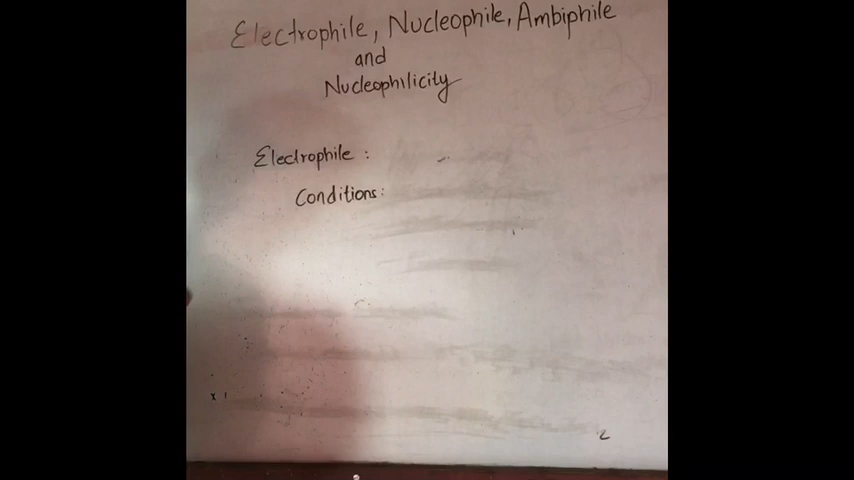 Electrophile, Nucleophile, Ambiphile
and
Nucleophilicity
Electrophile :
Conditions: